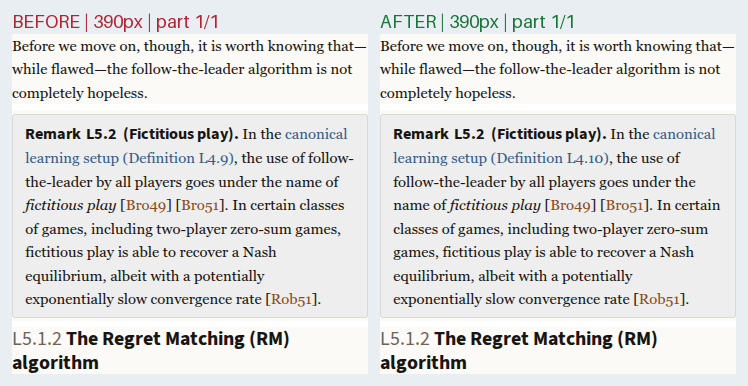 BEFORE | 390px | part 1/1
Before we move on, though, it is worth knowing that—
while flawed—the follow-the-leader algorithm is not
completely hopeless.
Remark L5.2 (Fictitious play). In the canonical
learning setup (Definition L4.9), the use of follow-
the-leader by all players goes under the name of
fictitious play [Bro49] [Bro51]. In certain classes
of games, including two-player zero-sum games,
fictitious play is able to recover a Nash
equilibrium, albeit with a potentially
exponentially slow convergence rate [Rob51].
L5.1.2 The Regret Matching (RM)
algorithm
AFTER | 390px | part 1/1
Before we move on, though, it is worth knowing that—
while flawed—the follow-the-leader algorithm is not
completely hopeless.
Remark L5.2 (Fictitious play). In the canonical
learning setup (Definition L4.10), the use of
follow-the-leader by all players goes under the
name of fictitious play [Bro49] [Bro51]. In certain
classes of games, including two-player zero-sum
games, fictitious play is able to recover a Nash
equilibrium, albeit with a potentially
exponentially slow convergence rate [Rob51].
L5.1.2 The Regret Matching (RM)
algorithm